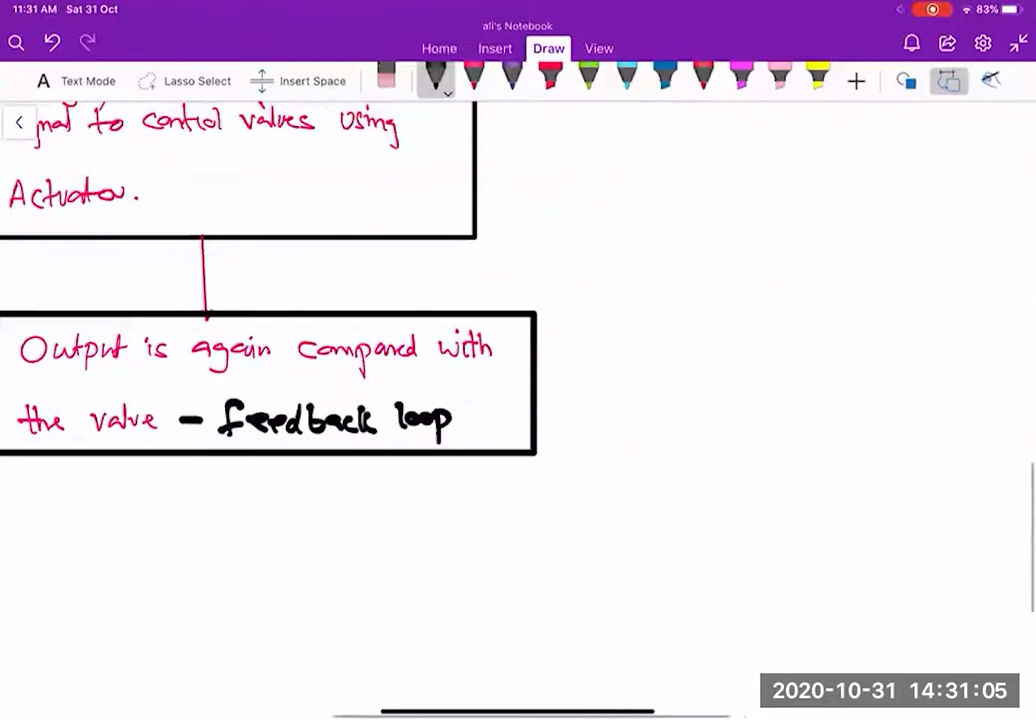 11:31 AM Sat 31 Oct
83%
ali's Notebook
Home Insert Draw View
Text Mode Lasso Select Insert Space
to control values using
Actuator.
Output is again compared with
the value - feedback loop
2020-10-31 14:31:05